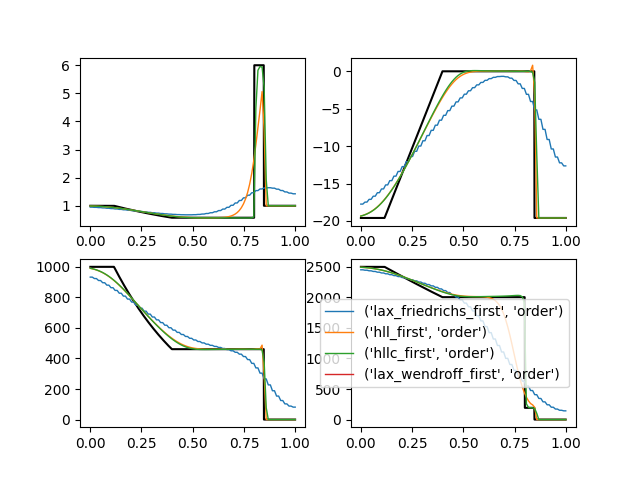 6
5
4
3
2
1
0.00 0.25 0.50 0.75 1.00
0
−5
−10
−15
−20
0.00 0.25 0.50 0.75 1.00
1000
800
600
400
200
0
0.00 0.25 0.50 0.75 1.00
2500
2000
1500
1000
500
0
0.00 0.25 0.50 0.75 1.00
('lax_friedrichs_first', 'order')
('hll_first', 'order')
('hllc_first', 'order')
('lax_wendroff_first', 'order')